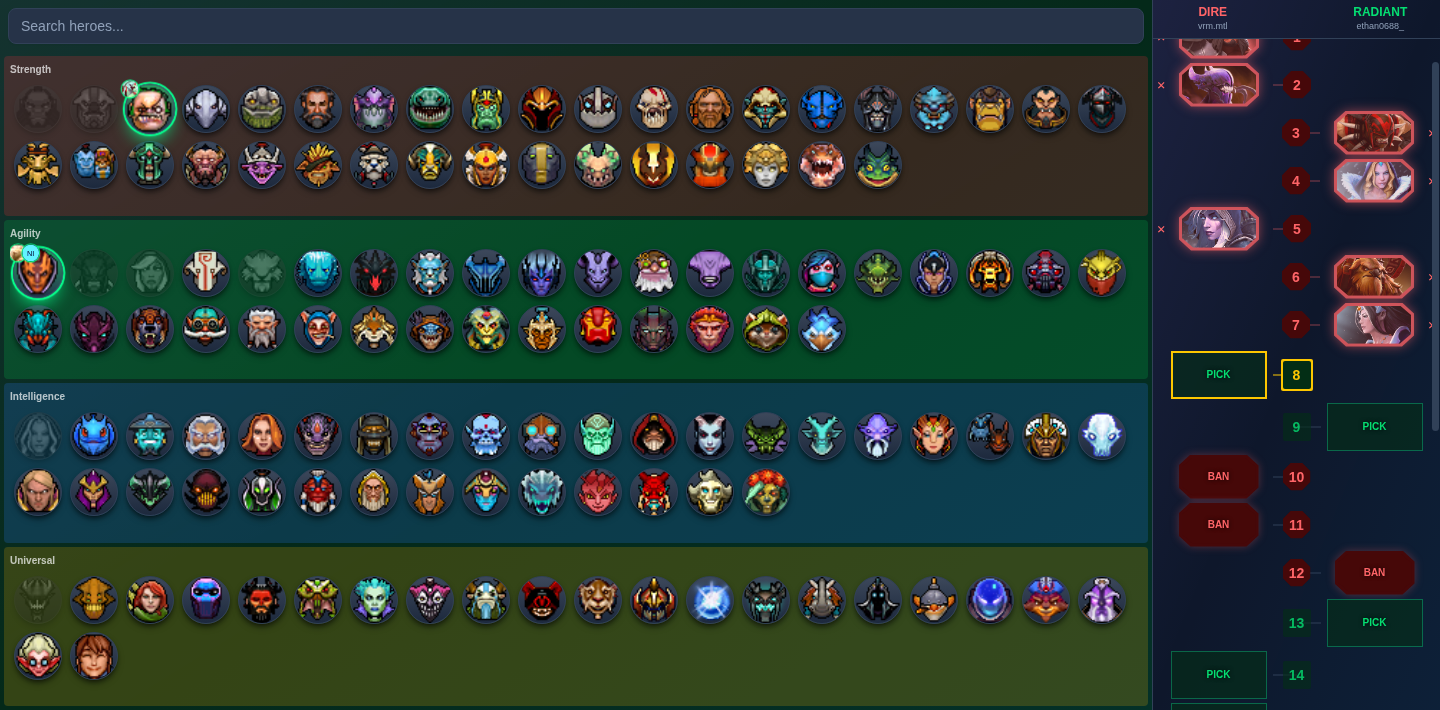 Search heroes...
DIRE
vrm.mtl
RADIANT
ethan0688_
Strength
1
× 2
3 ×
4 ×
× 5
Agility
NI
6 ×
7 ×
PICK 8
Intelligence
9 PICK
BAN 10
BAN 11
Universal
12 BAN
13 PICK
PICK 14